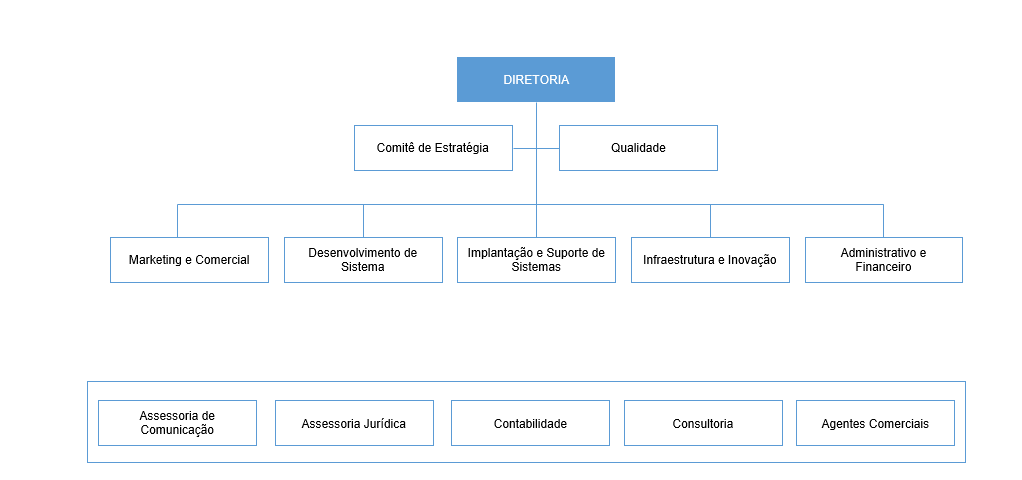 DIRETORIA
Comitê de Estratégia
Qualidade
Marketing e Comercial
Desenvolvimento de
Sistema
Implantação e Suporte de
Sistemas
Infraestrutura e Inovação
Administrativo e
Financeiro
Assessoria de
Comunicação
Assessoria Jurídica
Contabilidade
Consultoria
Agentes Comerciais